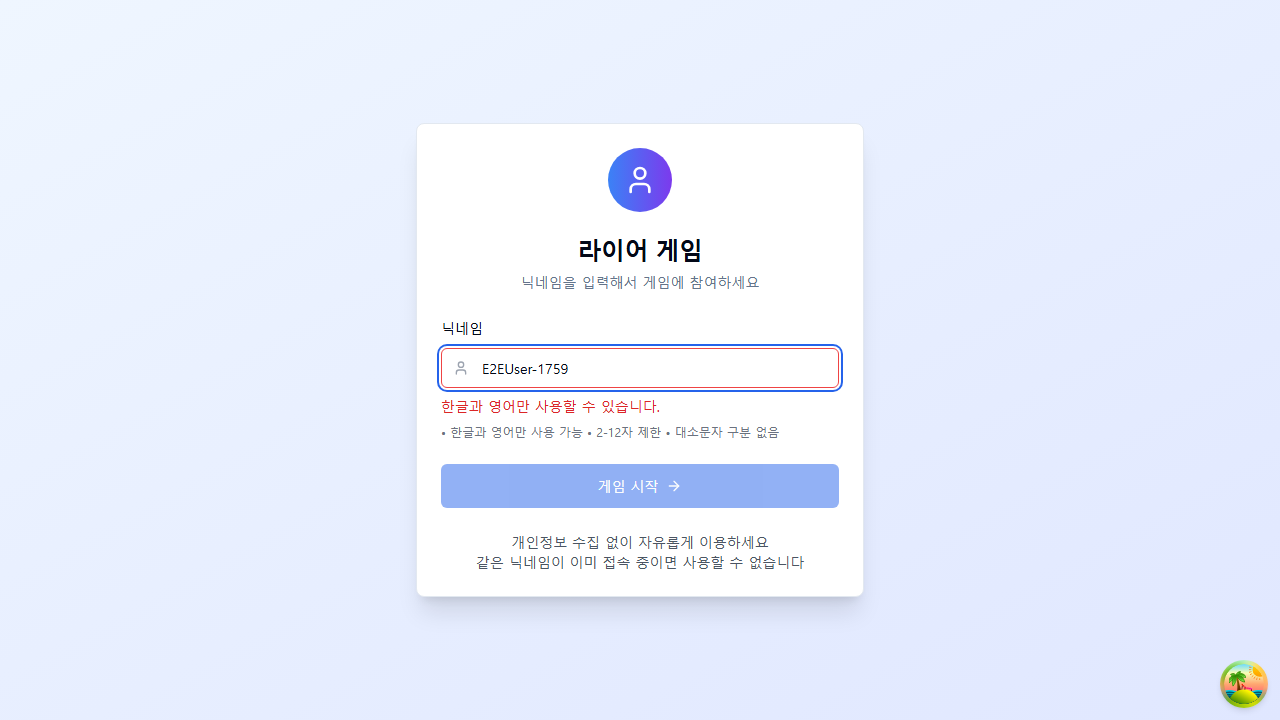 라이어 게임
닉네임을 입력해서 게임에 참여하세요
닉네임
E2EUser-1759
한글과 영어만 사용할 수 있습니다.
• 한글과 영어만 사용 가능 • 2-12자 제한 • 대소문자 구분 없음
게임 시작 →
개인정보 수집 없이 자유롭게 이용하세요
같은 닉네임이 이미 접속 중이면 사용할 수 없습니다